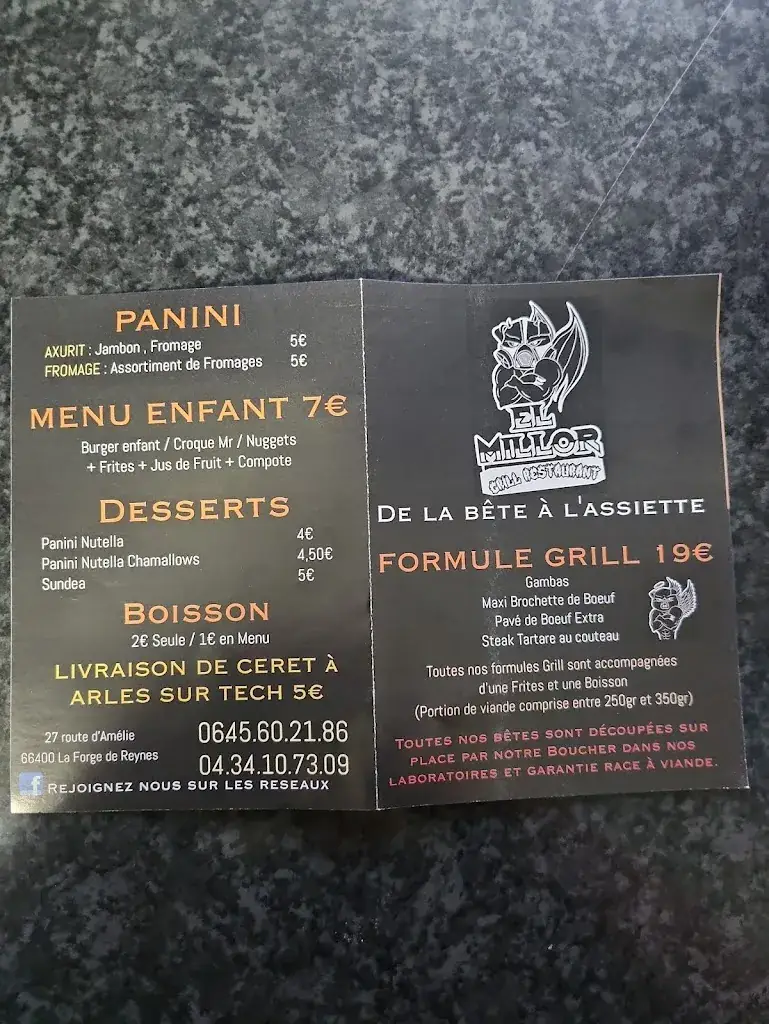 PANINI
AXURIT : Jambon , Fromage 5€
FROMAGE : Assortiment de Fromages 5€
MENU ENFANT 7€
Burger enfant / Croque Mr / Nuggets
+ Frites + Jus de Fruit + Compote
DESSERTS
Panini Nutella 4€
Panini Nutella Chamallows 4,50€
Sundea 5€
BOISSON
2€ Seule / 1€ en Menu
LIVRAISON DE CERET À
ARLES SUR TECH 5€
27 route d'Amélie
66400 La Forge de Reynes
06.45.60.21.86
04.34.10.73.09
f REJOIGNEZ NOUS SUR LES RESEAUX
EL
MILLOR
GRILL RESTAURANT
DE LA BÊTE À L'ASSIETTE
FORMULE GRILL 19€
Gambas
Maxi Brochette de Boeuf
Pavé de Boeuf Extra
Steak Tartare au couteau
Toutes nos formules Grill sont accompagnées
d'une Frites et une Boisson
(Portion de viande comprise entre 250gr et 350gr)
TOUTES NOS BÊTES SONT DÉCOUPÉES SUR
PLACE PAR NOTRE BOUCHER DANS NOS
LABORATOIRES ET GARANTIE RACE À VIANDE.